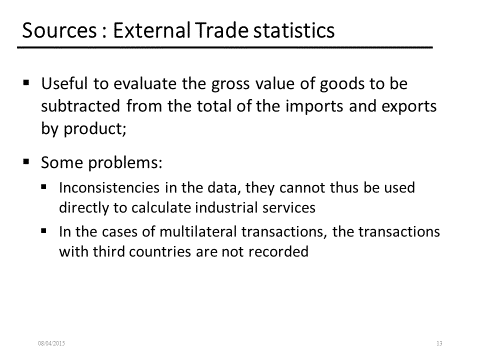 Sources : External Trade statistics
▪ Useful to evaluate the gross value of goods to be
subtracted from the total of the imports and exports
by product;
▪ Some problems:
▪ Inconsistencies in the data, they cannot thus be used
directly to calculate industrial services
▪ In the cases of multilateral transactions, the transactions
with third countries are not recorded
08/04/2015
13